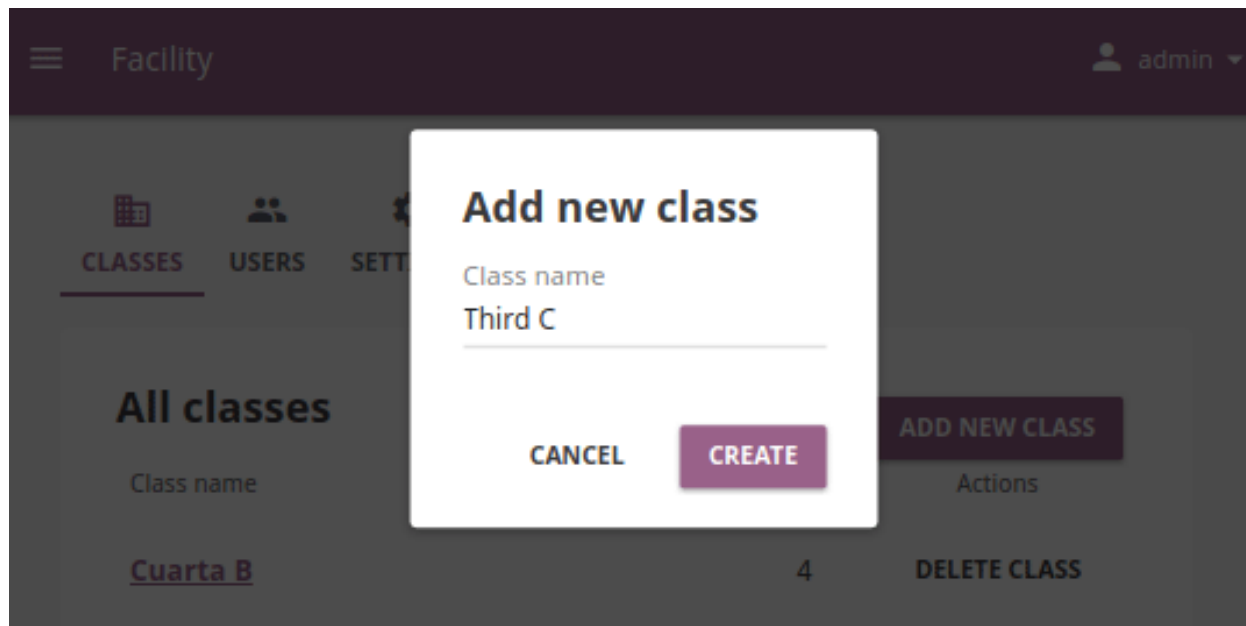 Facility
admin
CLASSES
USERS
SETT
Add new class
Class name
Third C
CANCEL
CREATE
All classes
ADD NEW CLASS
Class name
Actions
Cuarta B
4
DELETE CLASS